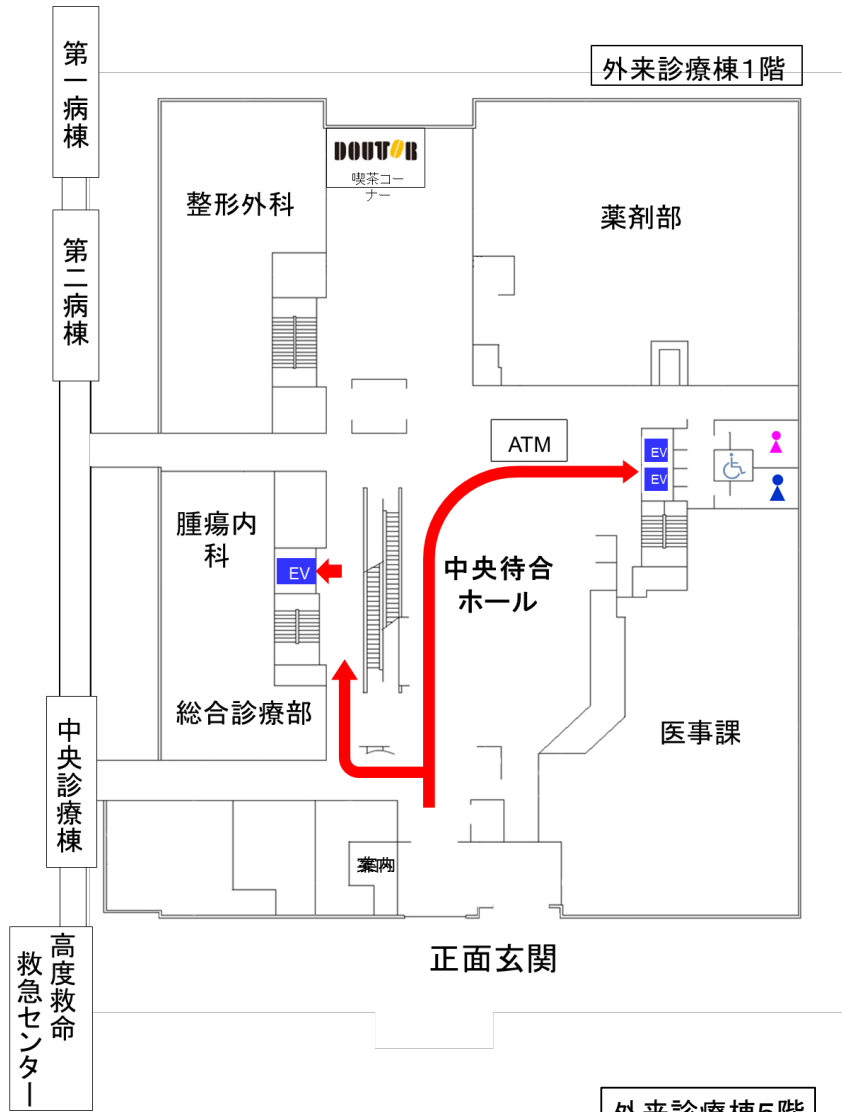 外来診療棟1階
第一病棟
第二病棟
中央診療棟
高度救命
救急センター
DOUTOR
喫茶コー
ナー
整形外科
薬剤部
ATM
EV
EV
腫瘍内
科
EV
中央待合
ホール
総合診療部
医事課
案内
正面玄関
外来診療棟5階